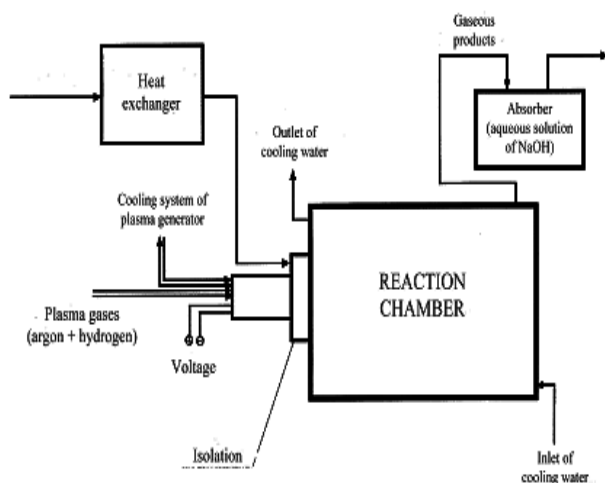 Gaseous
products
Heat
exchanger
Absorber
(aqueous solution
of NaOH)
Outlet of
cooling water
Cooling system of
plasma generator
REACTION
CHAMBER
Plasma gases
(argon + hydrogen)
Voltage
Isolation
Inlet of
cooling water